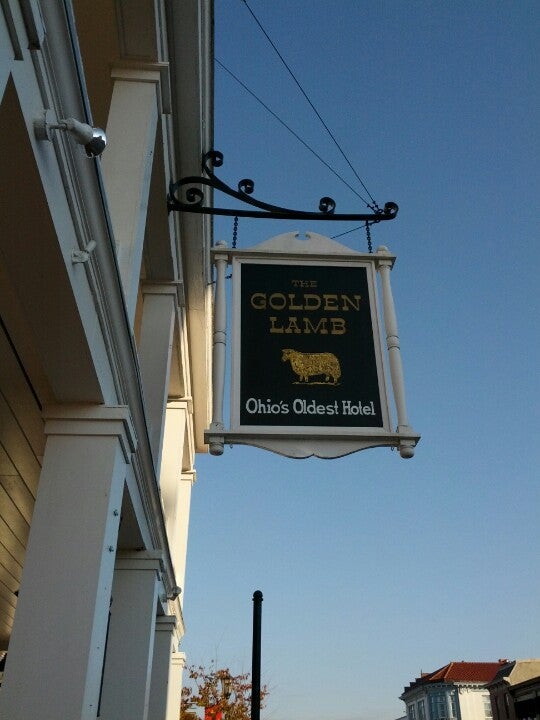 THE
GOLDEN
LAMB
Ohio's Oldest Hotel